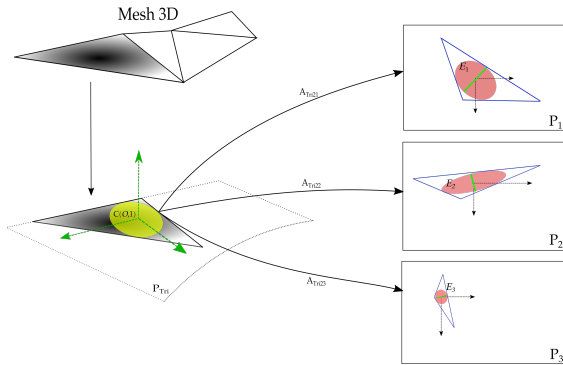 Mesh 3D
A_Tri21
E_1
P_1
A_Tri22
E_2
P_2
C(O,1)
P_Tri
A_Tri23
E_3
P_3